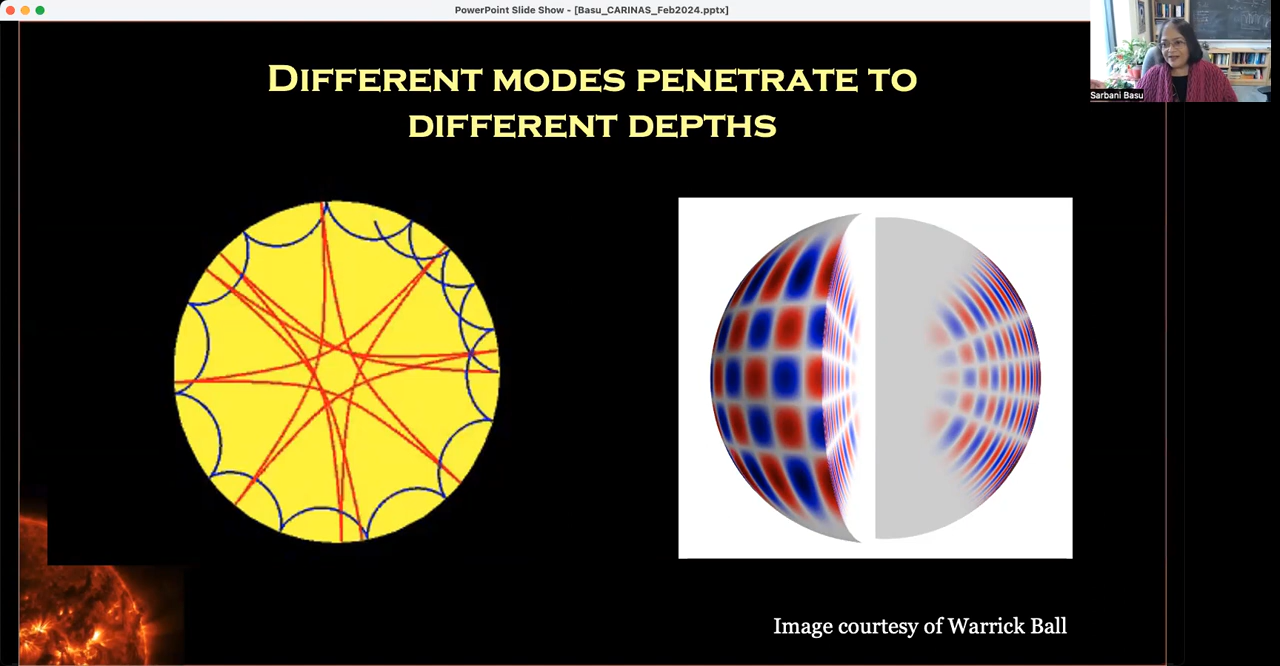 PowerPoint Slide Show - [Basu_CARINAS_Feb2024.pptx]
Sarbani Basu
DIFFERENT MODES PENETRATE TO
DIFFERENT DEPTHS
Image courtesy of Warrick Ball